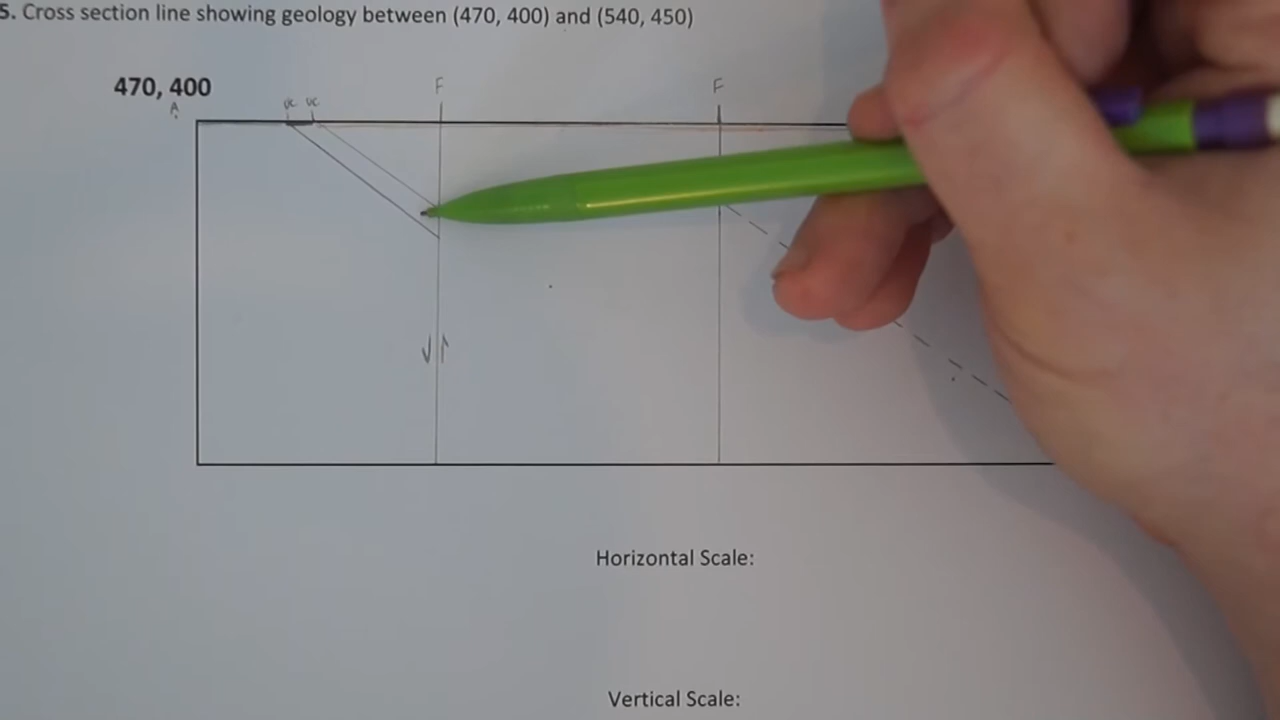 5. Cross section line showing geology between (470, 400) and (540, 450)
470, 400
A
F
F
Horizontal Scale:
Vertical Scale: